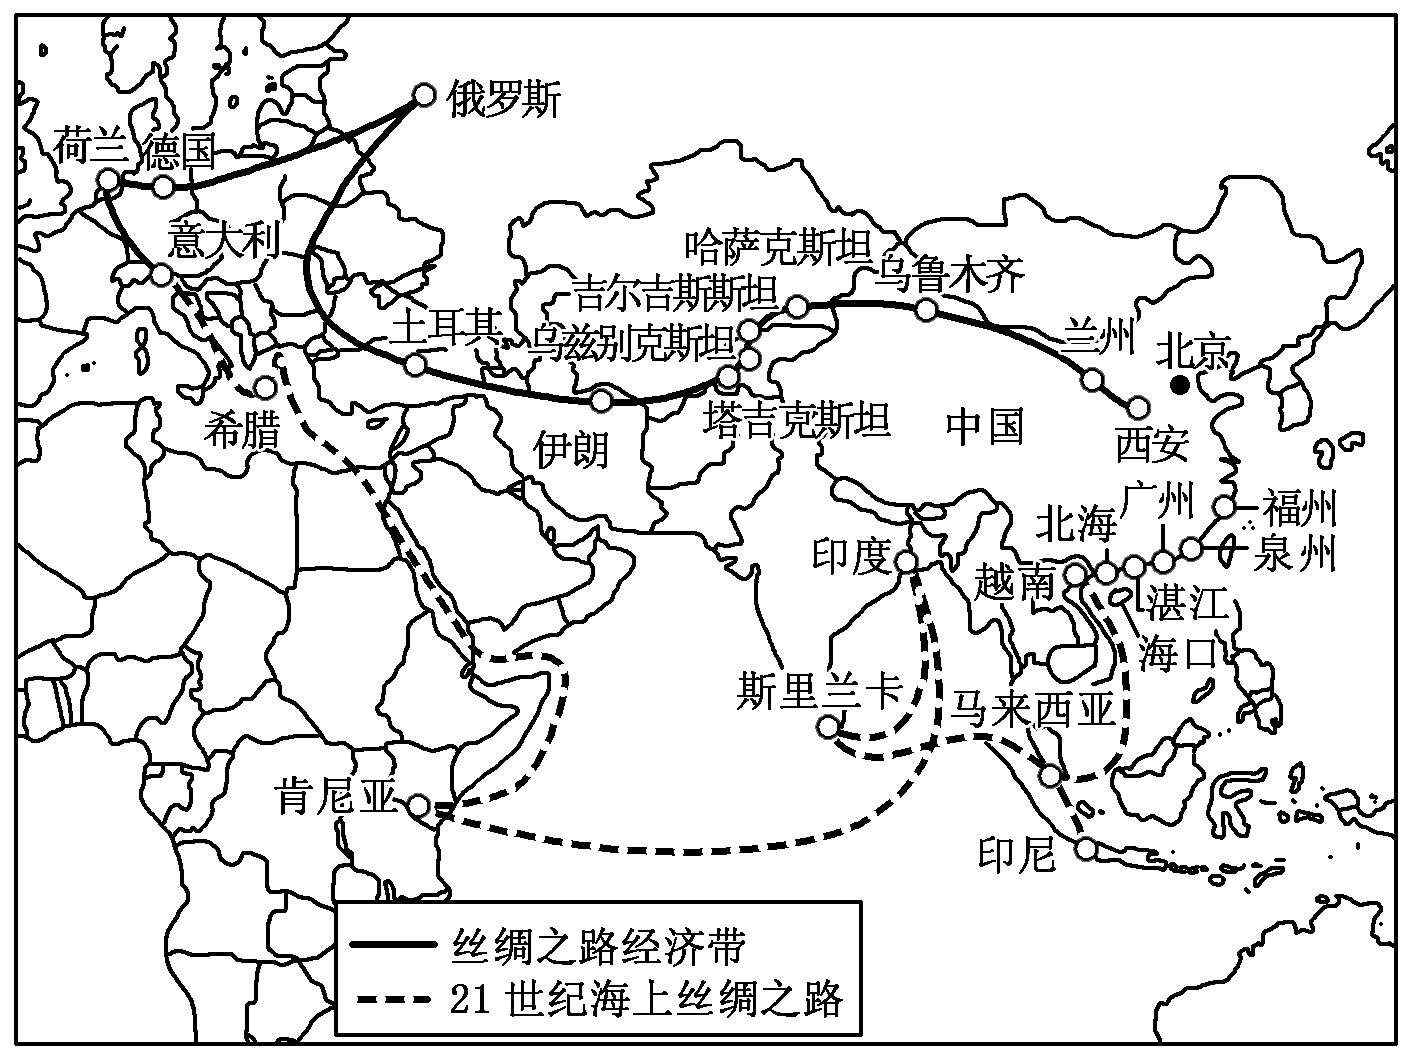 俄罗斯
荷兰
德国
意大利
哈萨克斯坦
乌鲁木齐
吉尔吉斯斯坦
土耳其
乌兹别克斯坦
兰州
北京
希腊
伊朗
塔吉克斯坦
中国
西安
广州
福州
北海
印度
泉州
越南
湛江
海口
斯里兰卡
马来西亚
肯尼亚
印尼
丝绸之路经济带
21世纪海上丝绸之路